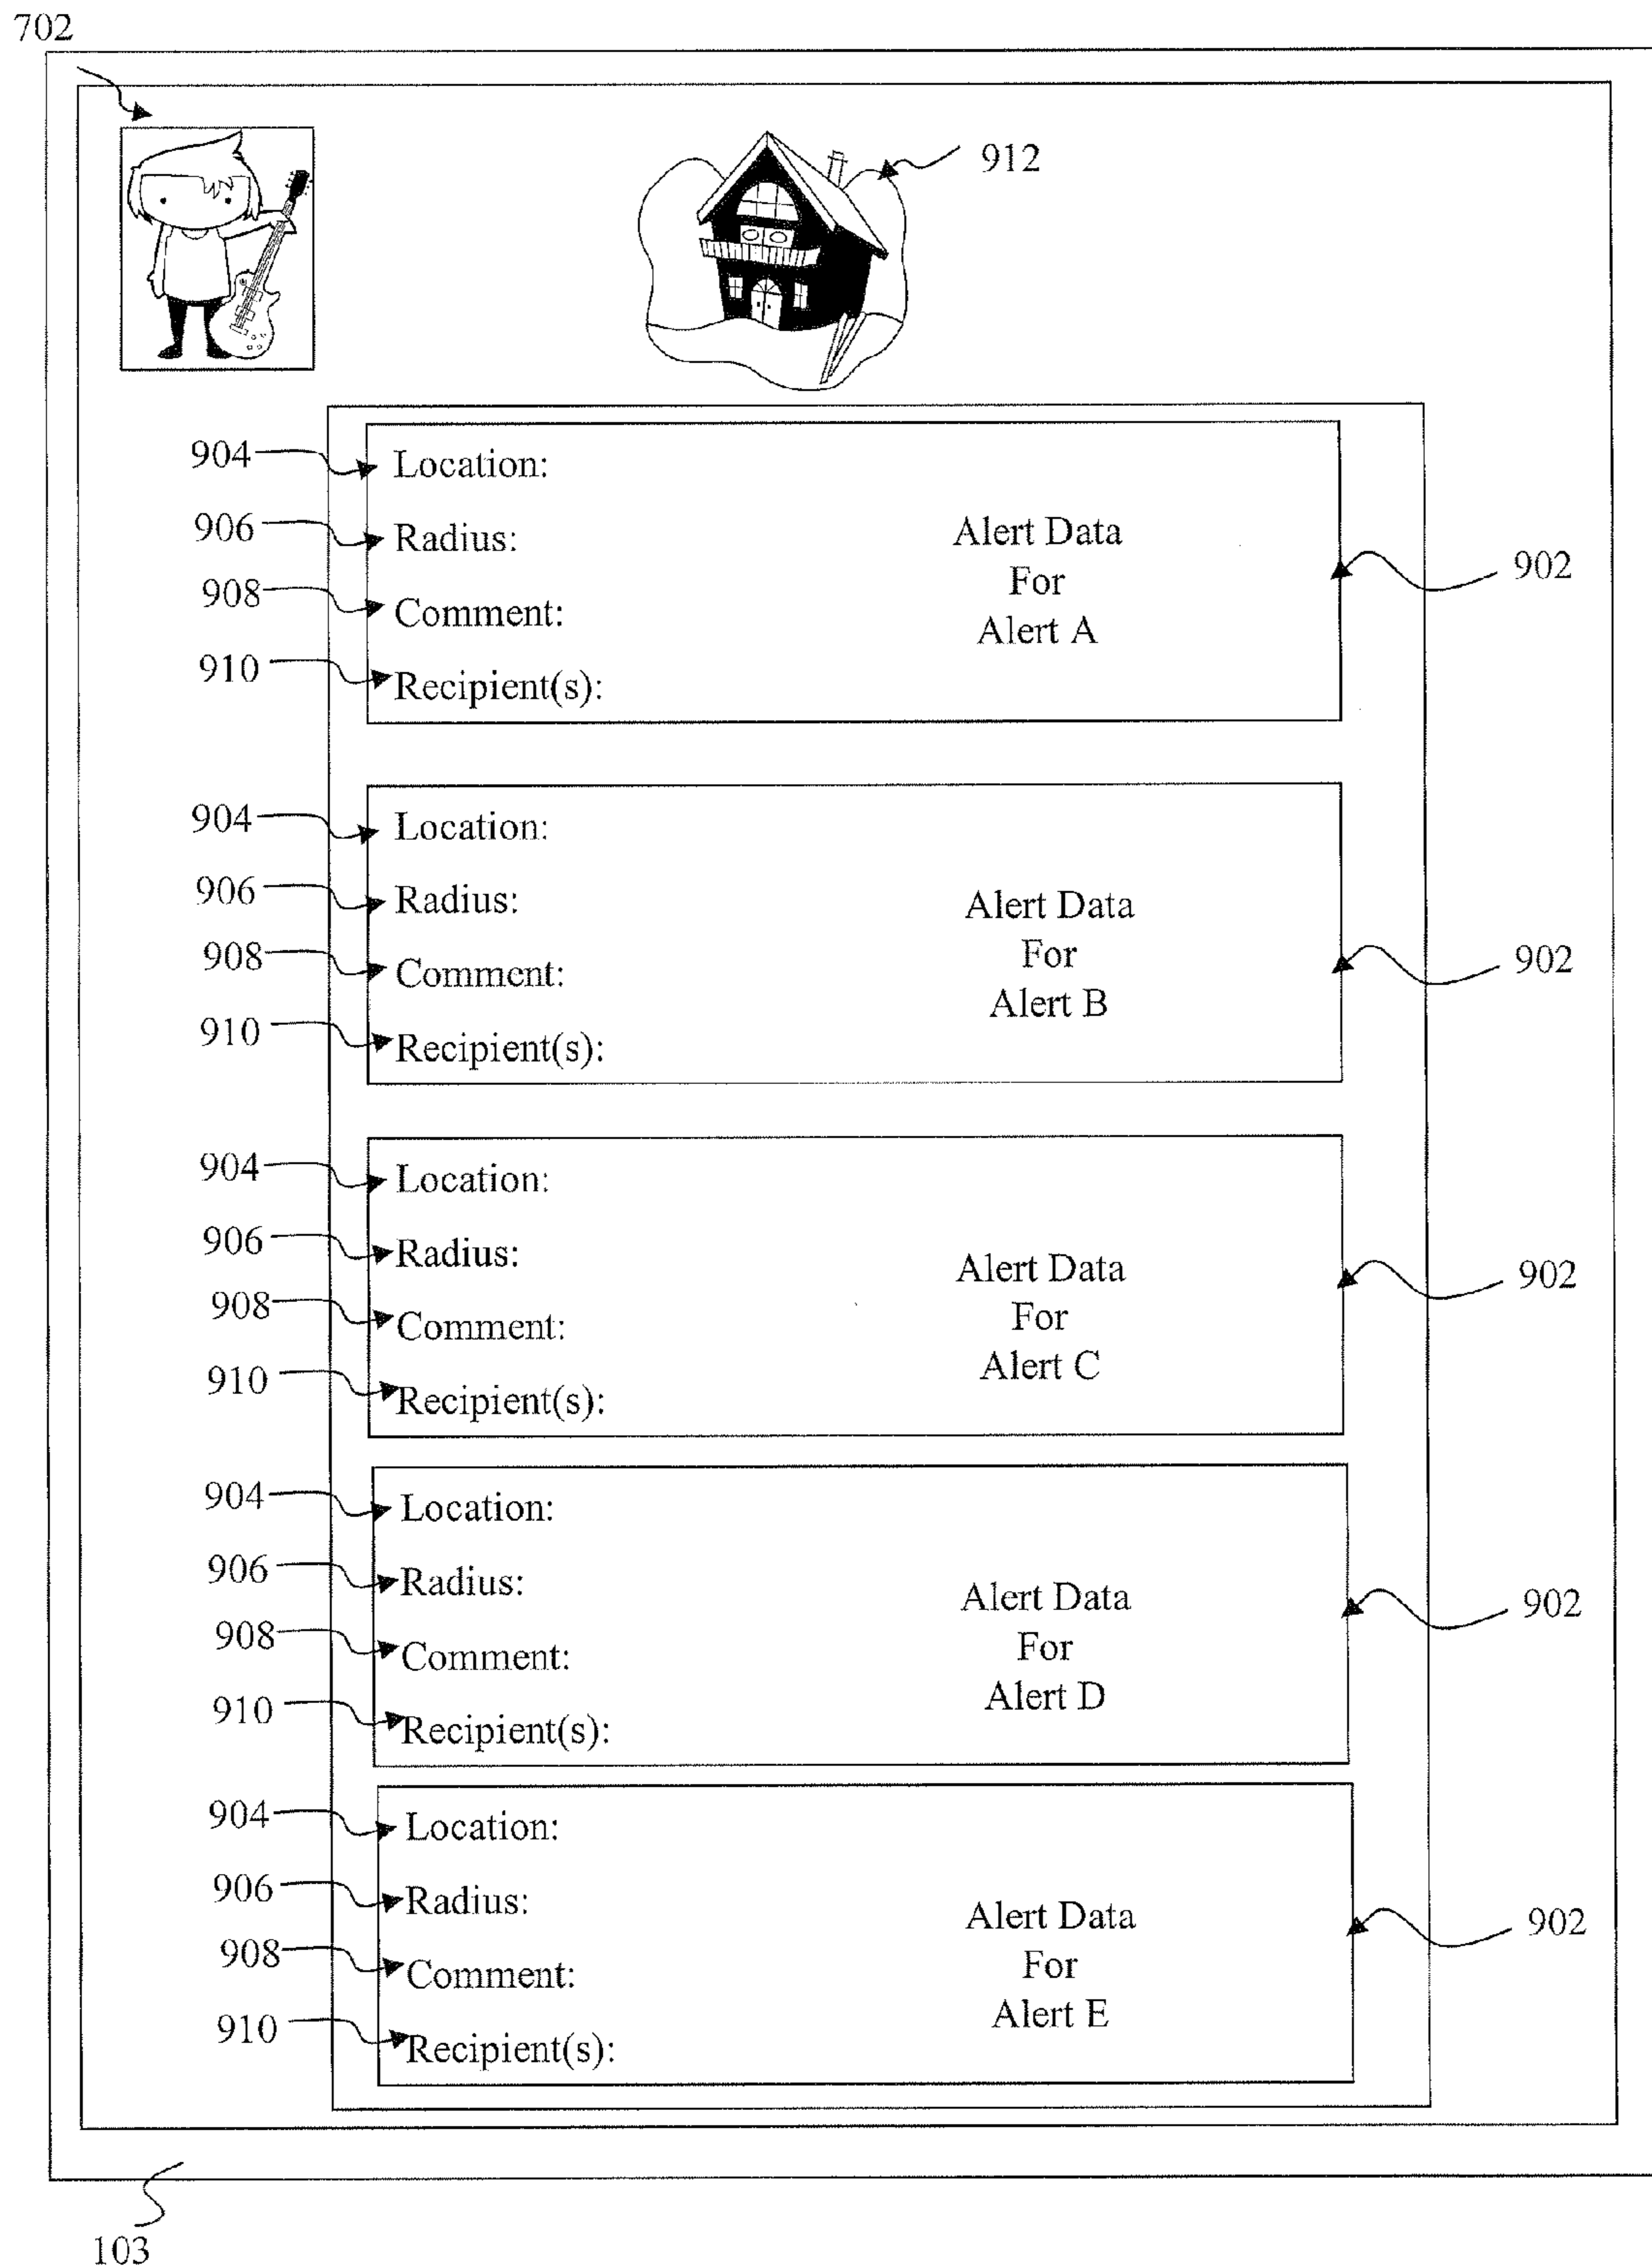 702
912
904 Location:
906 Radius:
908 Comment:
910 Recipient(s):
Alert Data
For
Alert A
902
904 Location:
906 Radius:
908 Comment:
910 Recipient(s):
Alert Data
For
Alert B
902
904 Location:
906 Radius:
908 Comment:
910 Recipient(s):
Alert Data
For
Alert C
902
904 Location:
906 Radius:
908 Comment:
910 Recipient(s):
Alert Data
For
Alert D
902
904 Location:
906 Radius:
908 Comment:
910 Recipient(s):
Alert Data
For
Alert E
902
103